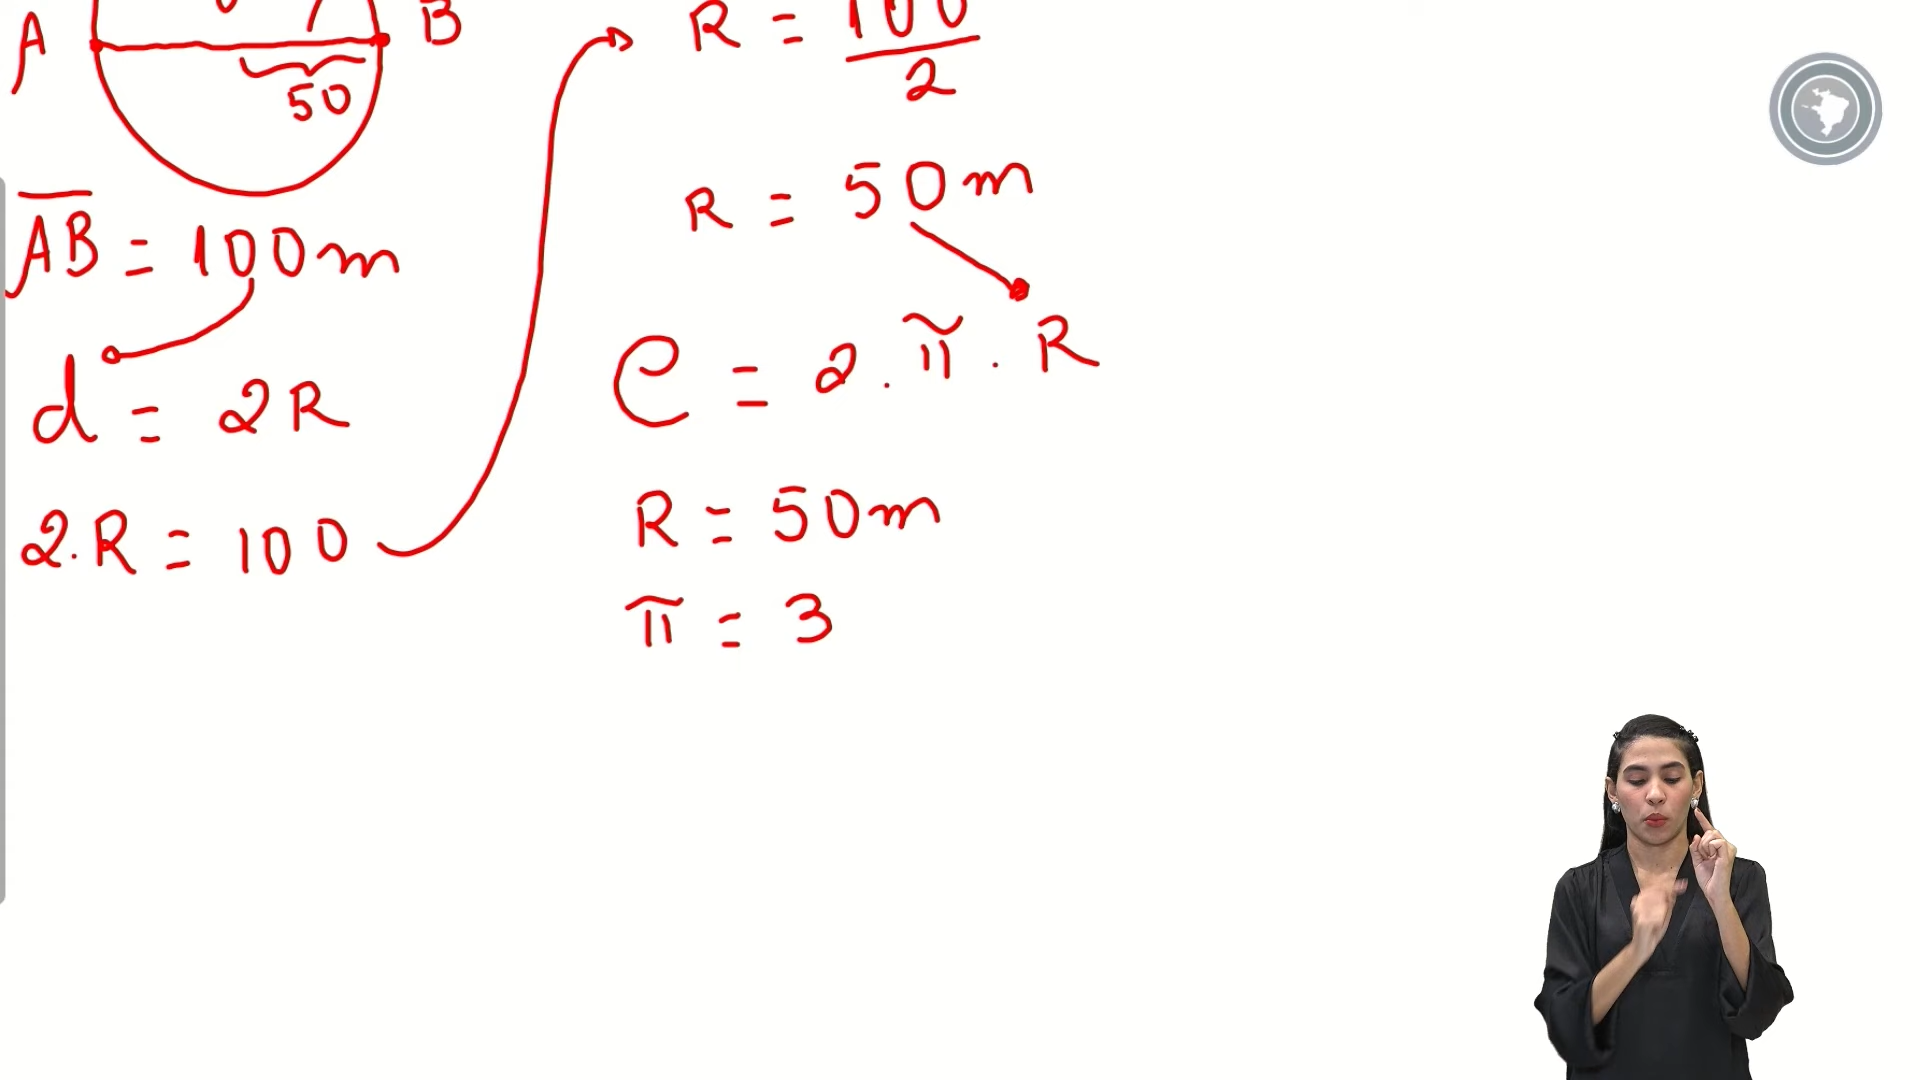 A B
50
AB = 100m
d = 2R
2.R = 100
R = 100/2
R = 50m
C = 2.π.R
R = 50m
π = 3